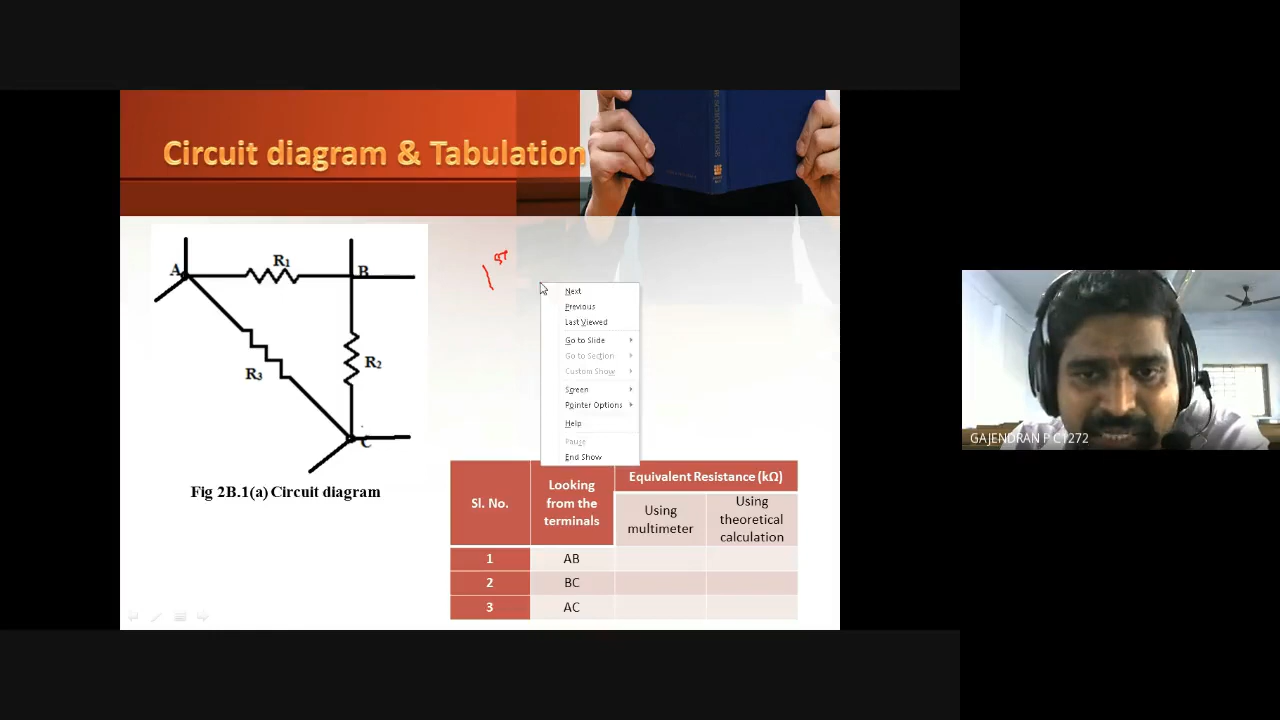 Circuit diagram & Tabulation
A
R1
B
R2
R3
C
Fig 2B.1(a) Circuit diagram
1 ST
Next
Previous
Last Viewed
Go to Slide
Go to Section
Custom Show
Screen
Pointer Options
Help
Pause
End Show
Sl. No.
Looking
from the
terminals
Equivalent Resistance (kΩ)
Using
multimeter
Using
theoretical
calculation
1 AB
2 BC
3 AC
GAJENDRAN P C1272